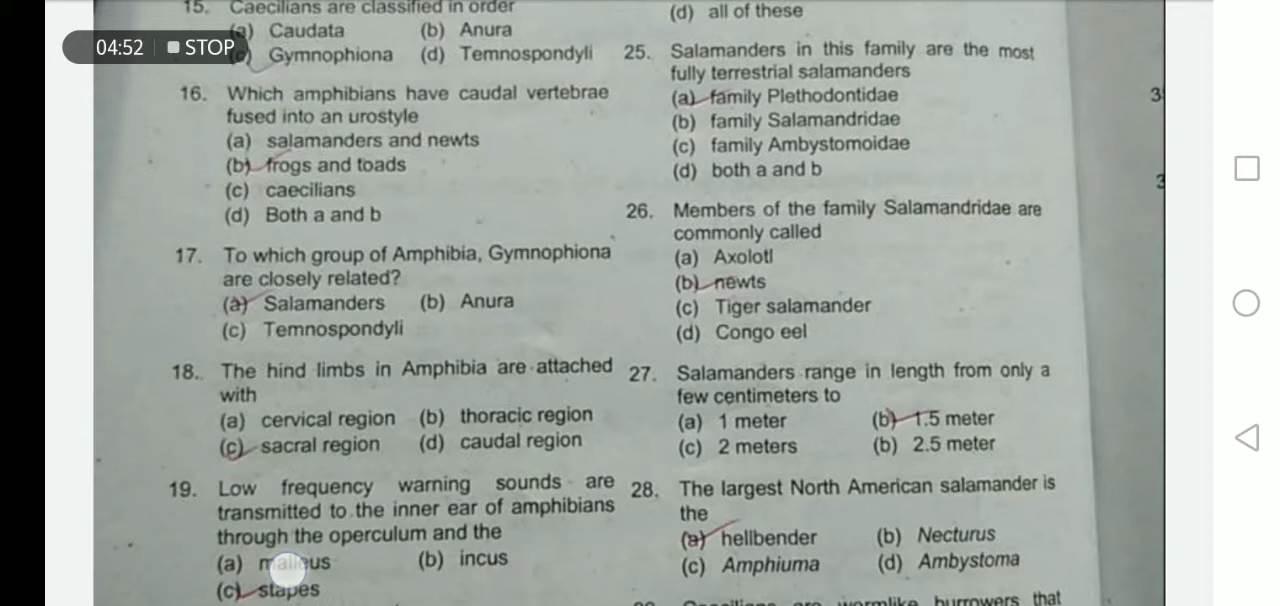 15. Caecilians are classified in order
(a) Caudata (b) Anura
(c) Gymnophiona (d) Temnospondyli
16. Which amphibians have caudal vertebrae
fused into an urostyle
(a) salamanders and newts
(b) frogs and toads
(c) caecilians
(d) Both a and b
17. To which group of Amphibia, Gymnophiona
are closely related?
(a) Salamanders (b) Anura
(c) Temnospondyli
18. The hind limbs in Amphibia are attached
with
(a) cervical region (b) thoracic region
(c) sacral region (d) caudal region
19. Low frequency warning sounds are
transmitted to the inner ear of amphibians
through the operculum and the
(a) malleus (b) incus
(c) stapes
(d) all of these
25. Salamanders in this family are the most
fully terrestrial salamanders
(a) family Plethodontidae
(b) family Salamandridae
(c) family Ambystomoidae
(d) both a and b
26. Members of the family Salamandridae are
commonly called
(a) Axolotl
(b) newts
(c) Tiger salamander
(d) Congo eel
27. Salamanders range in length from only a
few centimeters to
(a) 1 meter (b) 1.5 meter
(c) 2 meters (b) 2.5 meter
28. The largest North American salamander is
the
(a) hellbender (b) Necturus
(c) Amphiuma (d) Ambystoma
are wormlike burrowers that
04:52 STOP